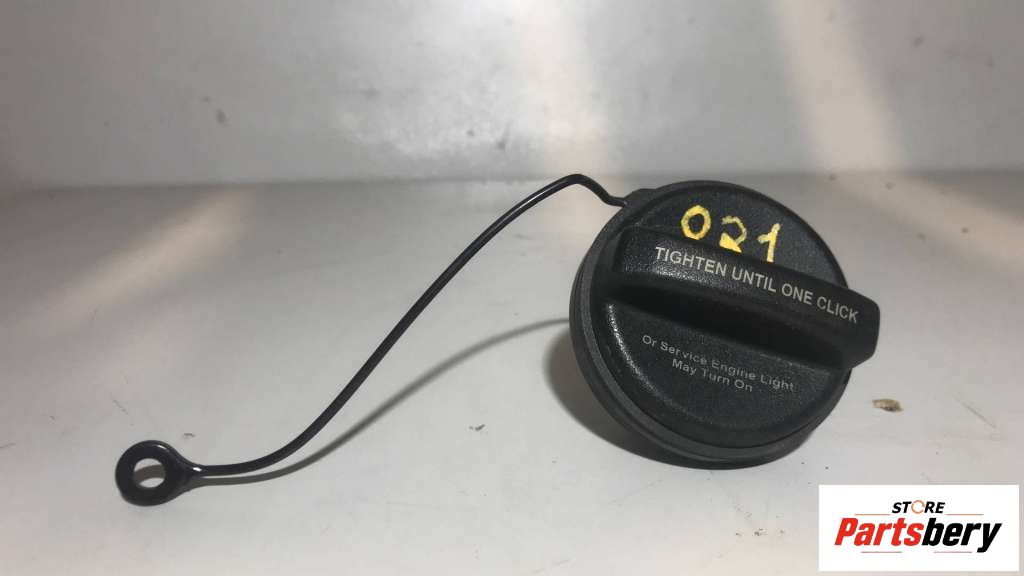 021
TIGHTEN UNTIL ONE CLICK
Or Service Engine Light
May Turn On
STORE
Partsbery